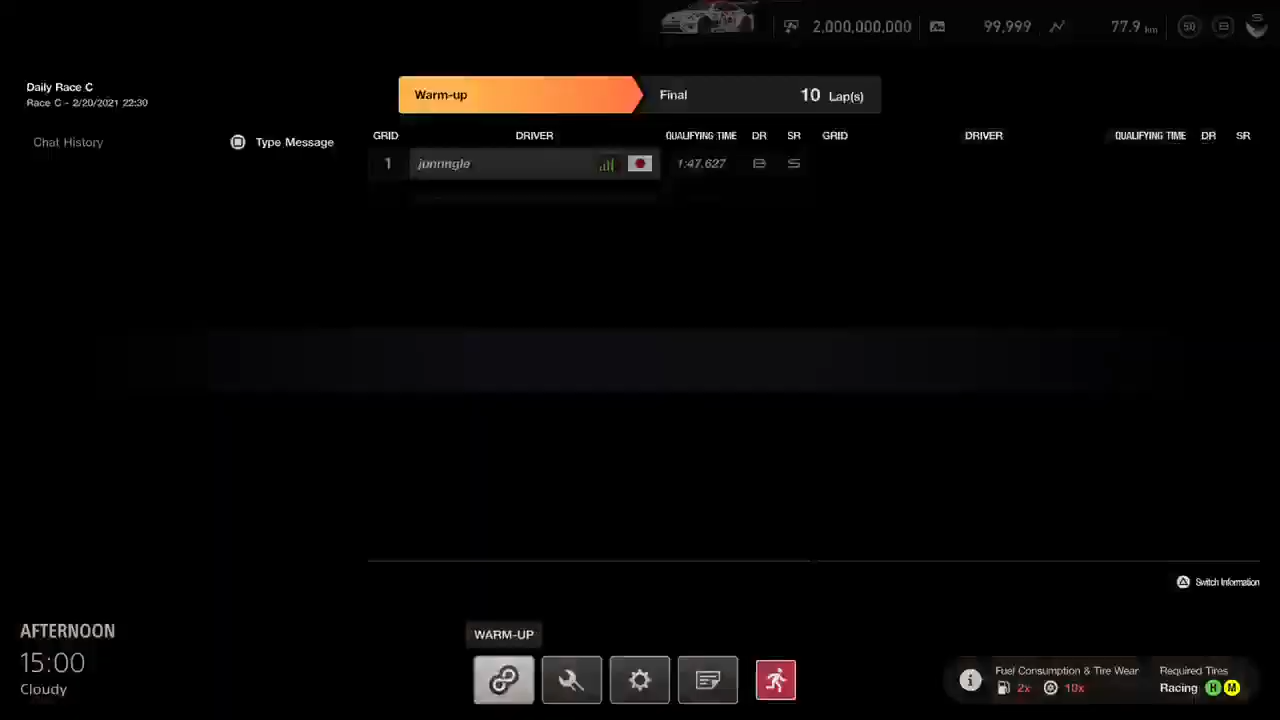 2,000,000,000 99,999 77.9 km
Daily Race C
Race C - 2/20/2021 22:30
Warm-up
Final 10 Lap(s)
Chat History
Type Message
GRID DRIVER QUALIFYING TIME DR SR GRID DRIVER QUALIFYING TIME DR SR
1 junnngle 1:47.627 B S
Switch Information
WARM-UP
AFTERNOON
15:00
Cloudy
Fuel Consumption & Tire Wear
2x 10x
Required Tires
Racing H M